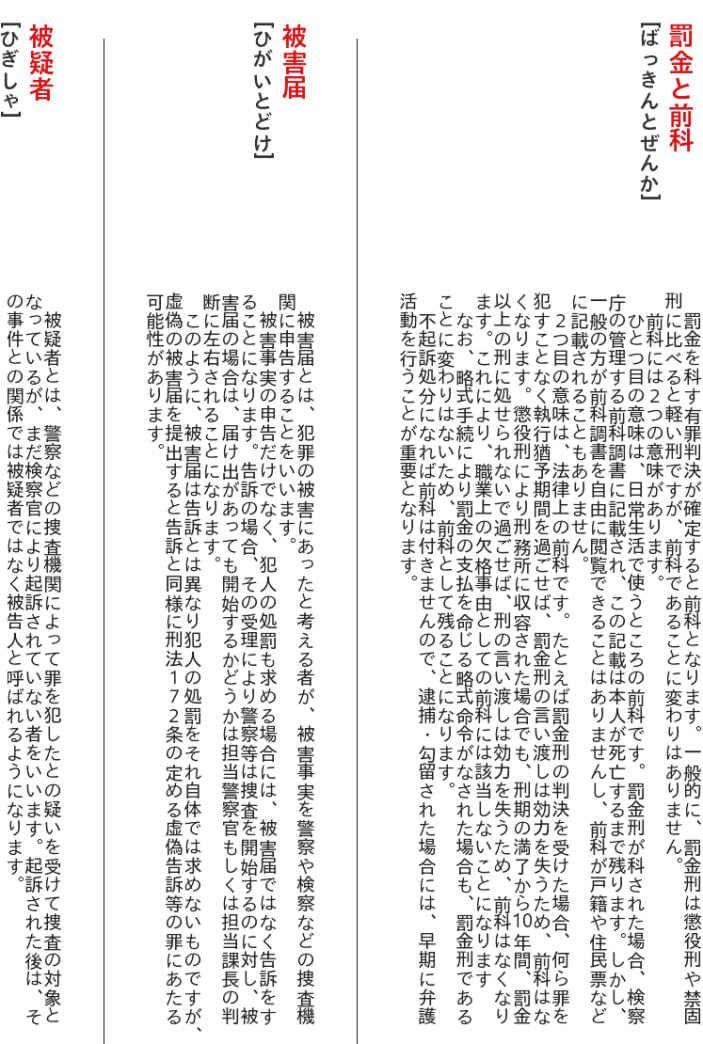 罰金と前科
【ばっきんとぜんか】
罰金を科す有罪判決が確定すると前科となります。一般的に、罰金刑は懲役刑や禁固
刑に比べると軽い刑ですが、前科であることに変わりはありません。
前科には2つの意味があります。
ひとつ目の意味は、日常生活で使うところの前科です。罰金刑が科された場合、検察
庁の管理する前科調書に記載され、この記載は本人が死亡するまで残ります。しかし、
一般の方が前科調書を自由に閲覧できることはありませんし、前科が戸籍や住民票など
に記載されることもありません。
2つ目の意味は、法律上の前科です。たとえば罰金刑の判決を受けた場合、何ら罪を
犯すことなく執行猶予期間を過ごせば、罰金刑の言い渡しは効力を失うため、前科はな
くなります。懲役刑により刑務所に収容された場合でも、刑期の満了から10年間、罰金
以上の刑に処せられないで過ごせば、刑の言い渡しは効力を失うため、前科はなくなり
ます。これにより、職業上の欠格事由としての前科には該当しないことになります
なお、略式手続により罰金の支払を命じる略式命令がなされた場合も、罰金刑である
ことに変わりはないため、前科として残ることになります。
不起訴処分になれば前科は付きませんので、逮捕・勾留された場合には、早期に弁護
活動を行うことが重要となります。
被害届
【ひがいとどけ】
被害届とは、犯罪の被害にあったと考える者が、被害事実を警察や検察などの捜査機
関に申告することをいいます。
被害事実の申告だけでなく、犯人の処罰も求める場合には、被害届ではなく告訴をす
ることになります。告訴の場合、その受理により警察等は捜査を開始するのに対し、被
害届の場合は、届け出があっても開始するかどうかは担当警察官もしくは担当課長の判
断に左右されることになります。
このように、被害届は告訴とは異なり犯人の処罰をそれ自体では求めないものですが、
虚偽の被害届を提出すると告訴と同様に刑法172条の定める虚偽告訴等の罪にあたる
可能性があります。
被疑者
【ひぎしゃ】
被疑者とは、警察などの捜査機関によって罪を犯したとの疑いを受けて捜査の対象と
なっているが、まだ検察官により起訴されていない者をいいます。起訴された後は、そ
の事件との関係では被疑者ではなく被告人と呼ばれるようになります。